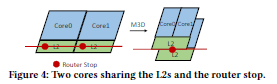 Core0 Core1 M3D Core0 Core1
L2 L2 L2
L2
Router Stop
Figure 4: Two cores sharing the L2s and the router stop.